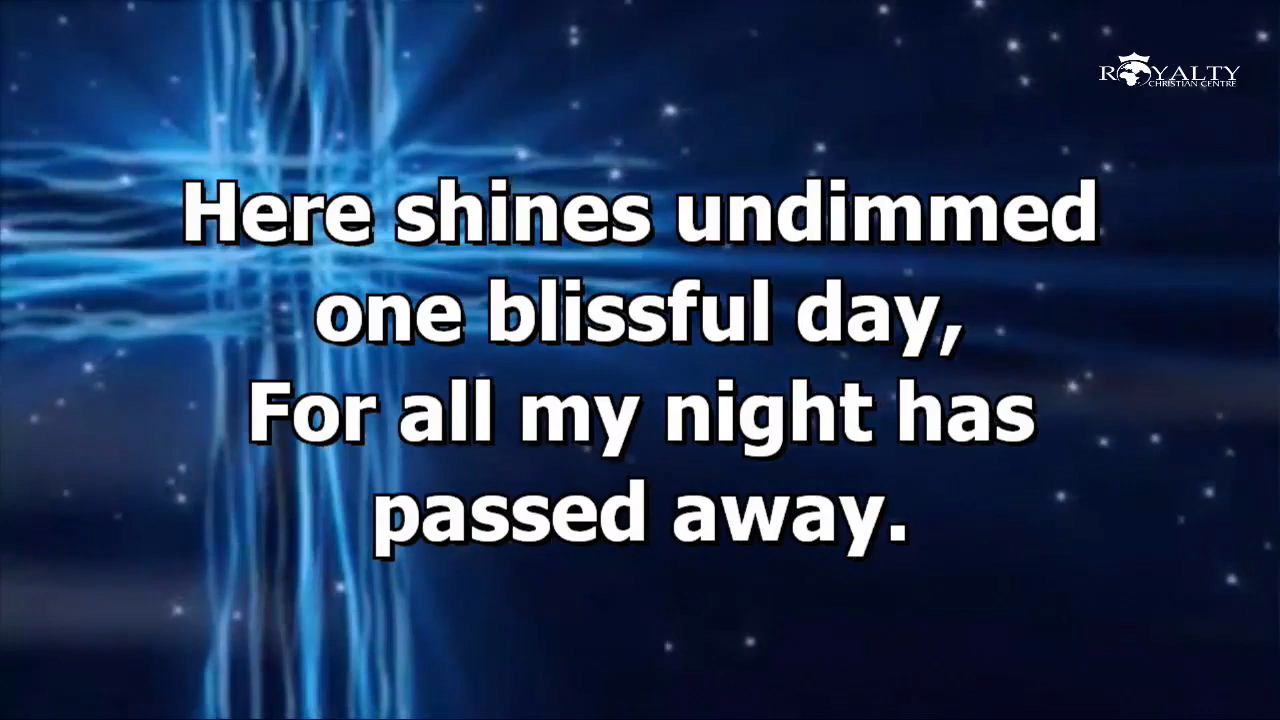 ROYALTY
CHRISTIAN CENTRE
Here shines undimmed
one blissful day,
For all my night has
passed away.